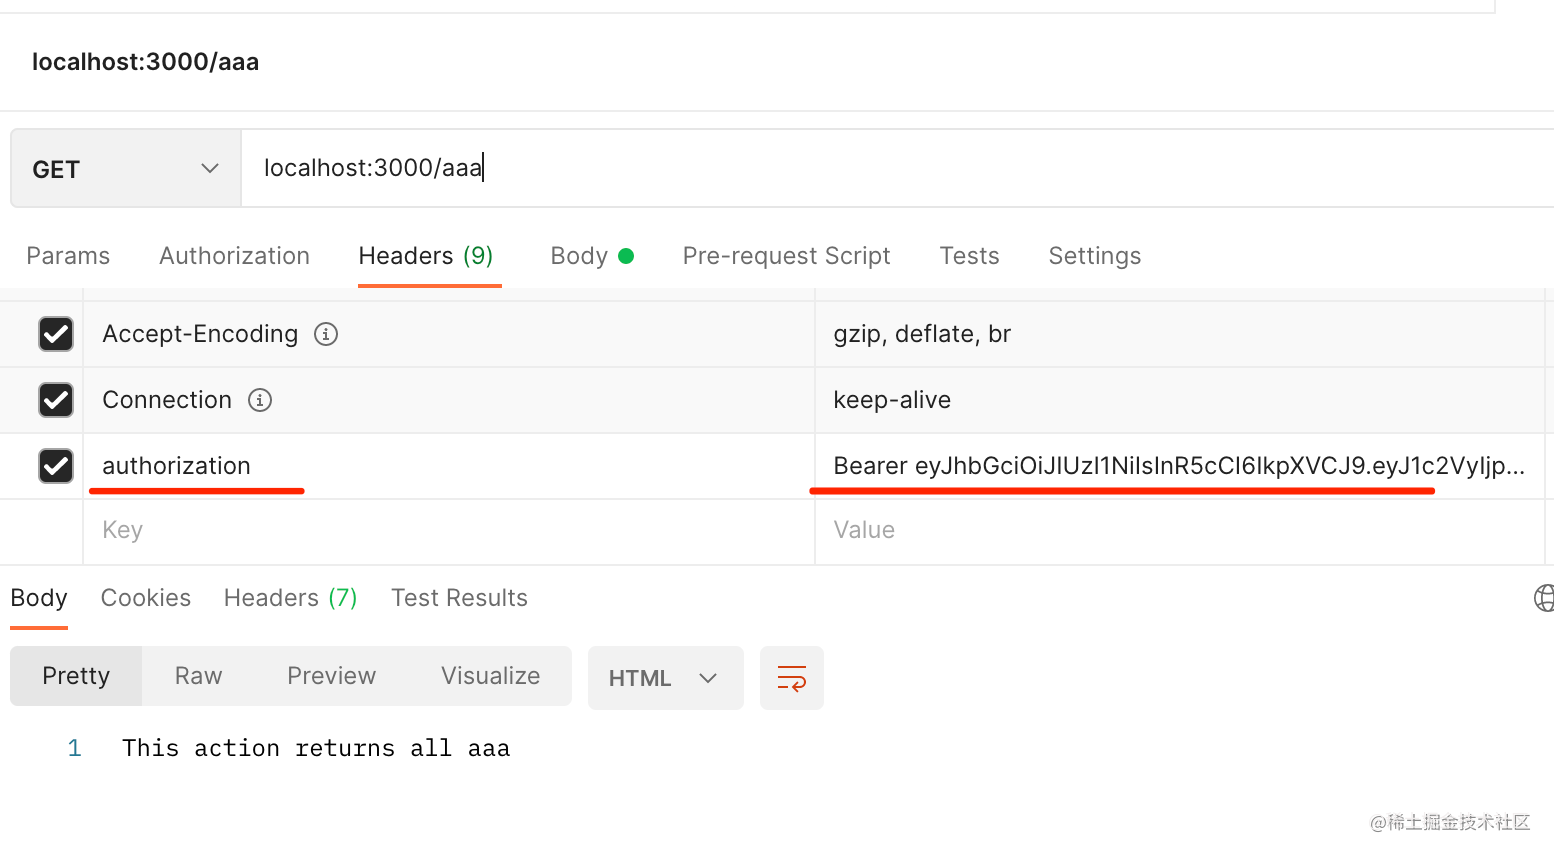 localhost:3000/aaa
GET localhost:3000/aaa
Params Authorization Headers (9) Body Pre-request Script Tests Settings
Accept-Encoding gzip, deflate, br
Connection keep-alive
authorization Bearer eyJhbGciOiJIUzI1NiIsInR5cCI6IkpXVCJ9.eyJ1c2VyIjp...
Key Value
Body Cookies Headers (7) Test Results
Pretty Raw Preview Visualize HTML
1 This action returns all aaa
@稀土掘金技术社区